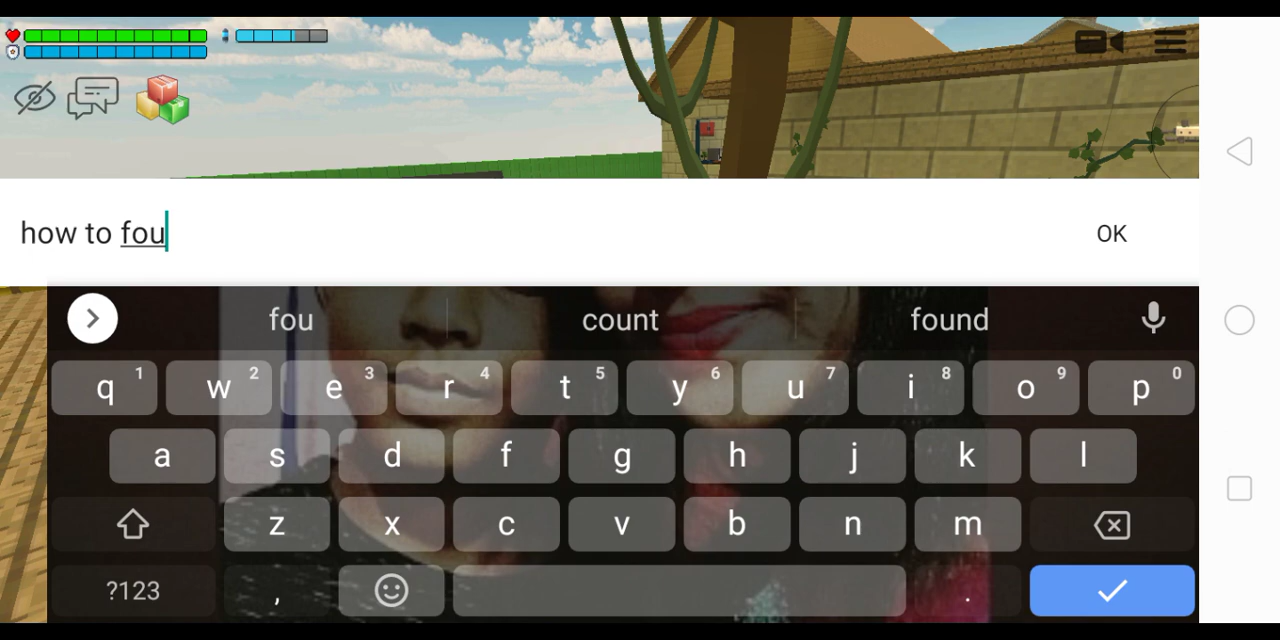 how to fou
OK
fou count found
q 1 w 2 e 3 r 4 t 5 y 6 u 7 i 8 o 9 p 0
a s d f g h j k l
z x c v b n m
?123 , .